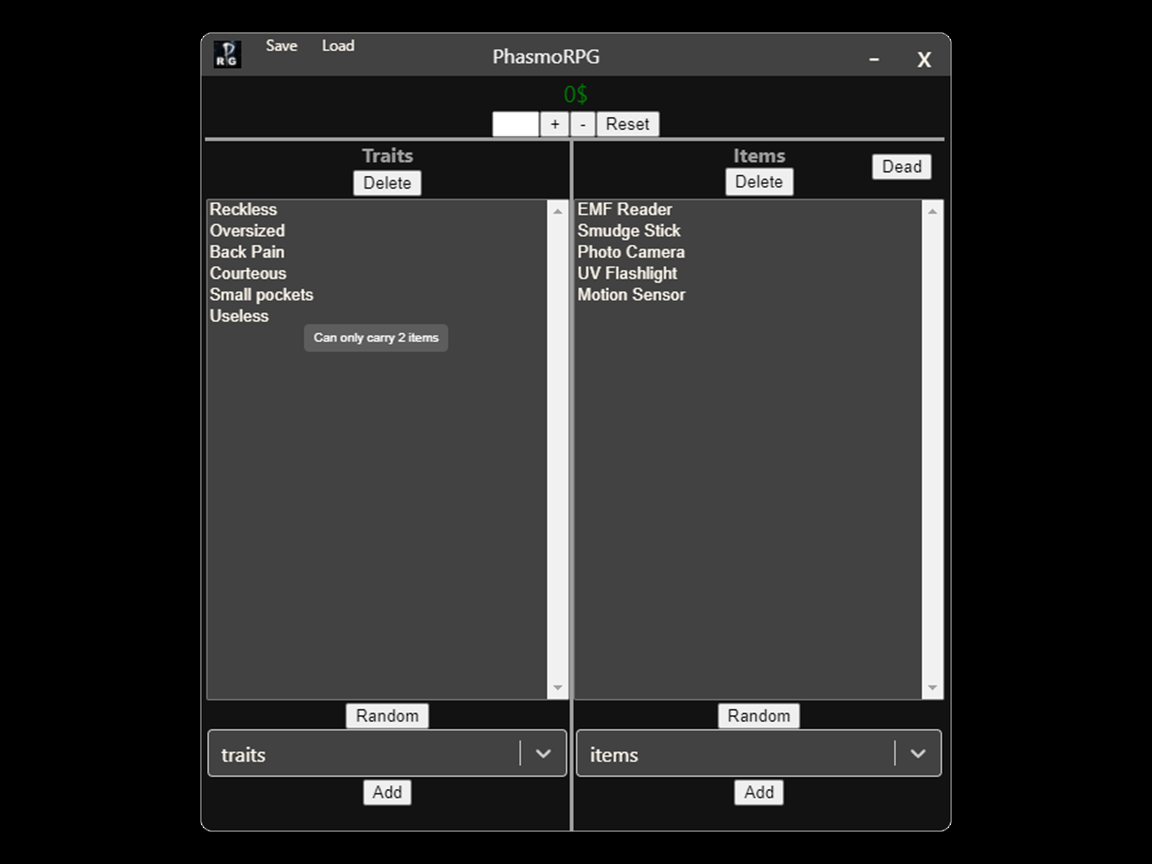 Save Load
PhasmoRPG
– X
P
RG
0$
+ - Reset
Traits
Delete
Items
Delete
Dead
Reckless
Oversized
Back Pain
Courteous
Small pockets
Useless
Can only carry 2 items
EMF Reader
Smudge Stick
Photo Camera
UV Flashlight
Motion Sensor
Random
traits
Add
Random
items
Add